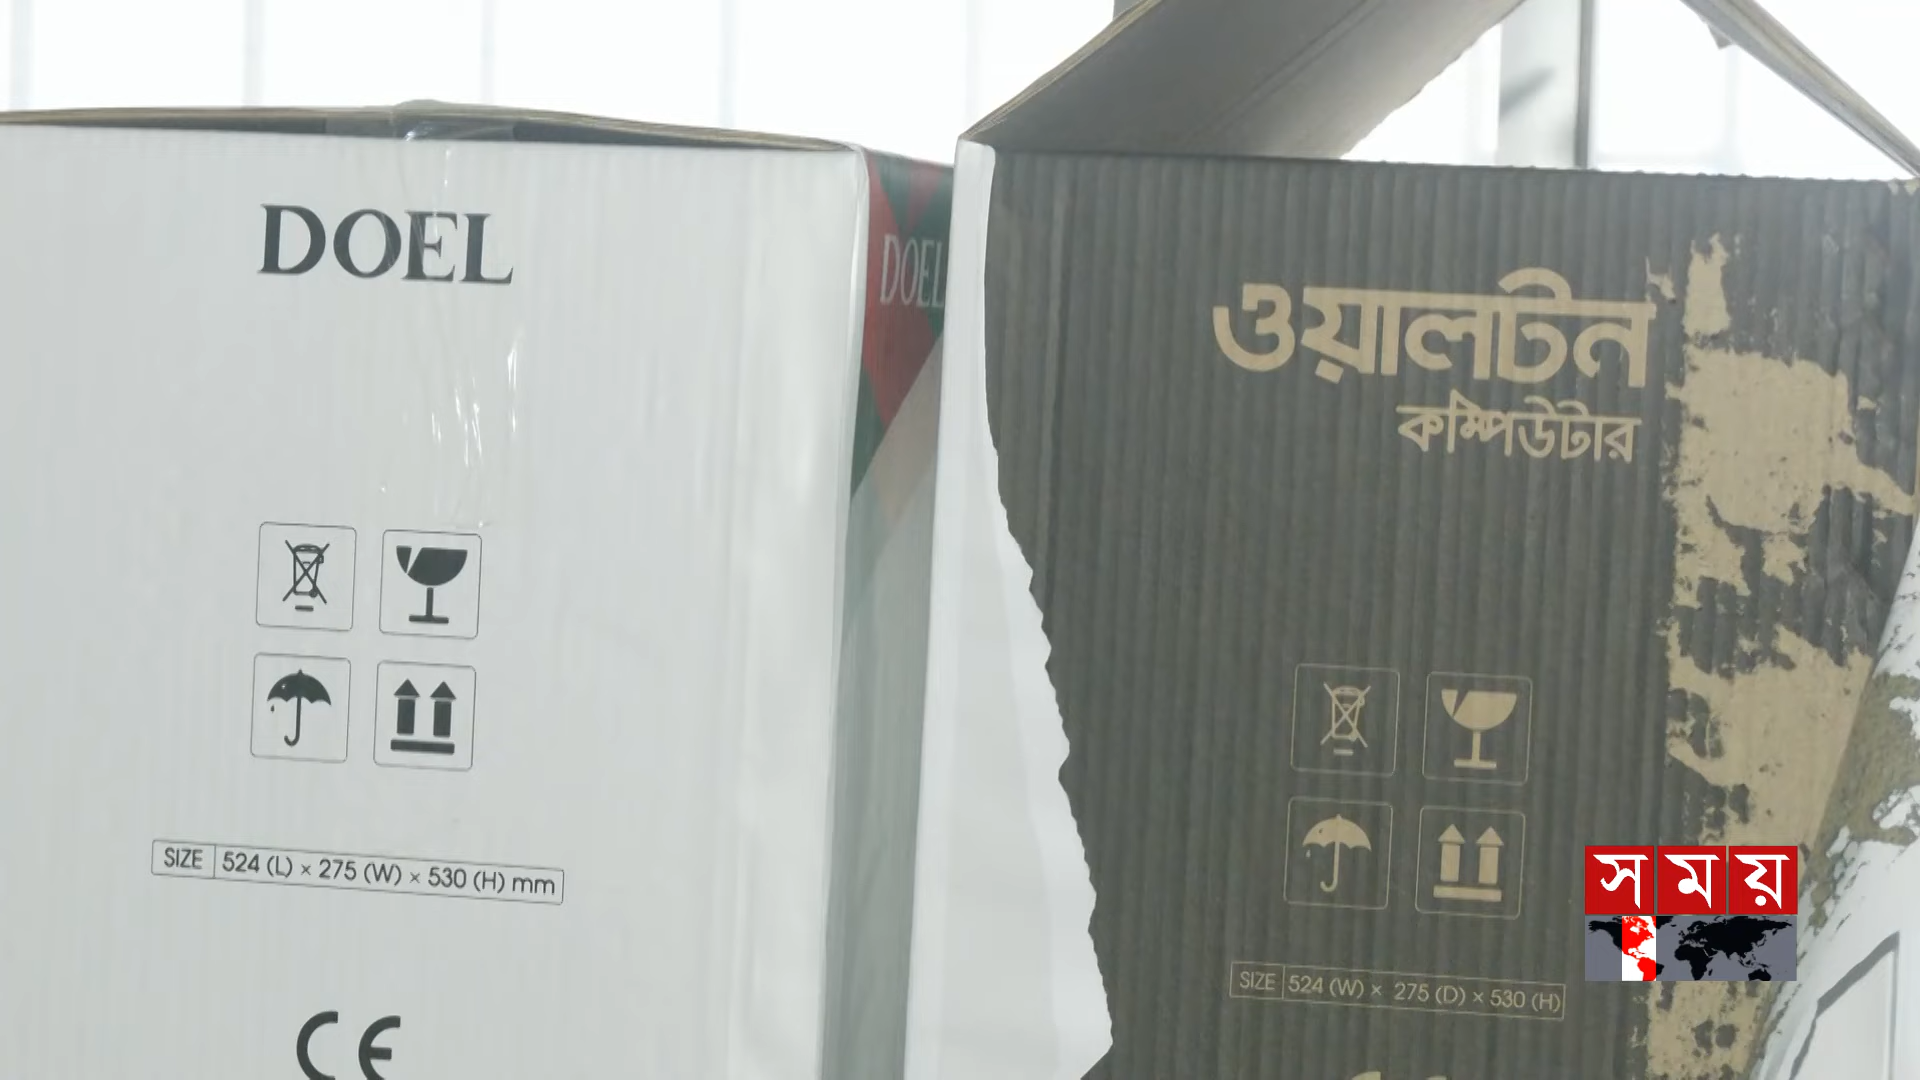 DOEL
DOEL
SIZE 524 (L) × 275 (W) × 530 (H) mm
CE
ওয়ালটন
কম্পিউটার
SIZE 524 (W) × 275 (D) × 530 (H)
সময়